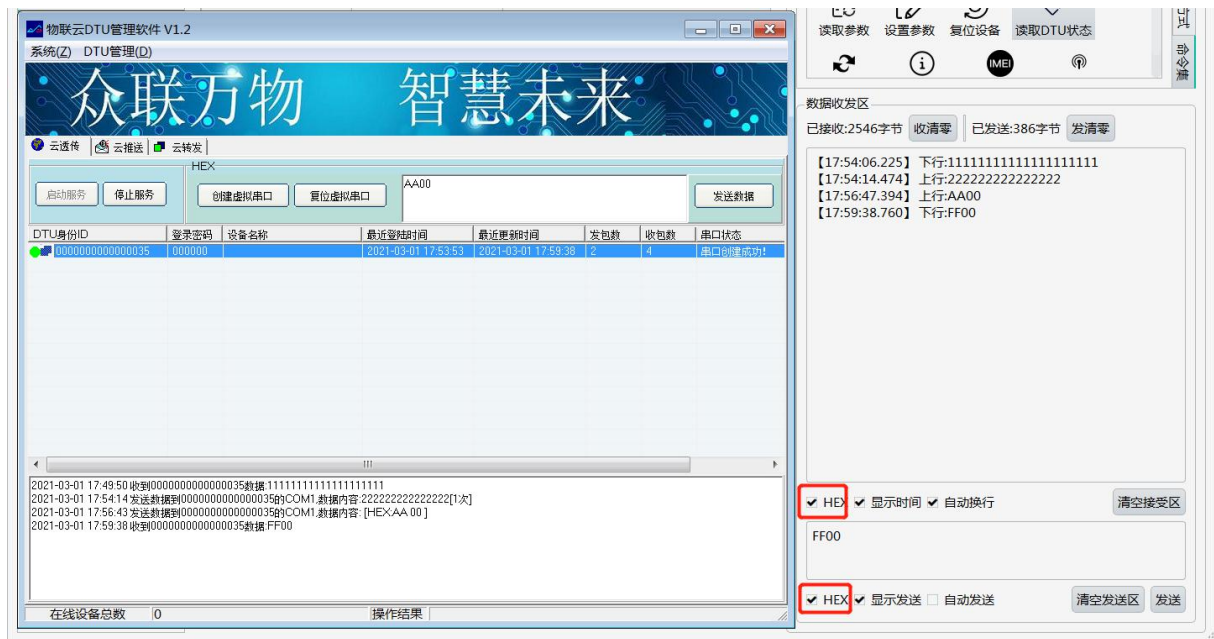 物联云DTU管理软件 V1.2
系统(Z) DTU管理(D)
众联万物 智慧未来
云透传 云推送 云转发
HEX
启动服务 停止服务 创建虚拟串口 复位虚拟串口 AA00 发送数据
DTU身份ID 登录密码 设备名称 最近登陆时间 最近更新时间 发包数 收包数 串口状态
0000000000000035 000000 2021-03-01 17:53:53 2021-03-01 17:59:38 2 4 串口创建成功!
2021-03-01 17:49:50 收到0000000000000035数据:11111111111111111111
2021-03-01 17:54:14 发送数据到0000000000000035的COM1,数据内容:222222222222222[1次]
2021-03-01 17:56:43 发送数据到0000000000000035的COM1,数据内容: [HEX:AA 00 ]
2021-03-01 17:59:38 收到0000000000000035数据:FF00
在线设备总数 0 操作结果
读取参数 设置参数 复位设备 读取DTU状态
IMEI
命令集
数据收发区
已接收:2546字节 收清零 已发送:386字节 发清零
【17:54:06.225】 下行:11111111111111111111
【17:54:14.474】 上行:222222222222222
【17:56:47.394】 上行:AA00
【17:59:38.760】 下行:FF00
HEX 显示时间 自动换行 清空接受区
FF00
HEX 显示发送 自动发送 清空发送区 发送